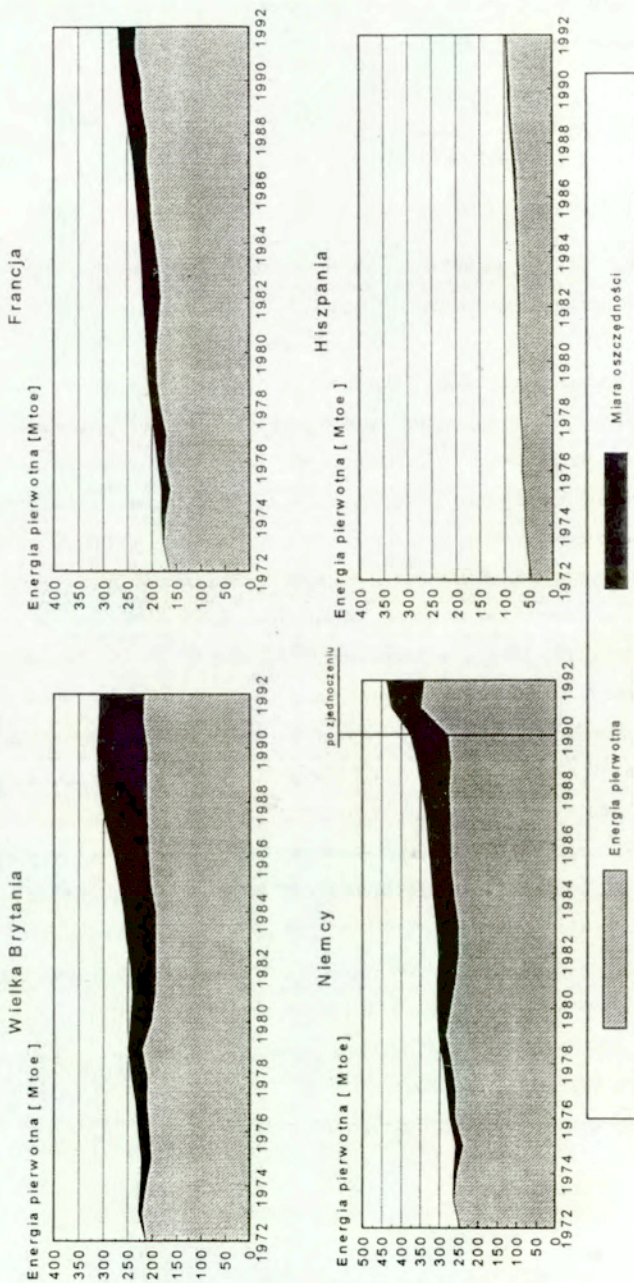 Wielka Brytania
Energia pierwotna [ Mtoe ]
400
350
300
250
200
150
100
50
0
1972 1974 1976 1978 1980 1982 1984 1986 1988 1990 1992
Francja
Energia pierwotna [Mtoe]
400
350
300
250
200
150
100
50
0
1972 1974 1976 1978 1980 1982 1984 1986 1988 1990 1992
Niemcy
Energia pierwotna [ Mtoe]
po zjednoczeniu
500
450
400
350
300
250
200
150
100
50
0
1972 1974 1976 1978 1980 1982 1984 1986 1988 1990 1992
Hiszpania
Energia pierwotna [ Mtoe ]
400
350
300
250
200
150
100
50
0
1972 1974 1976 1978 1980 1982 1984 1986 1988 1990 1992
Energia pierwotna
Miara oszczędności